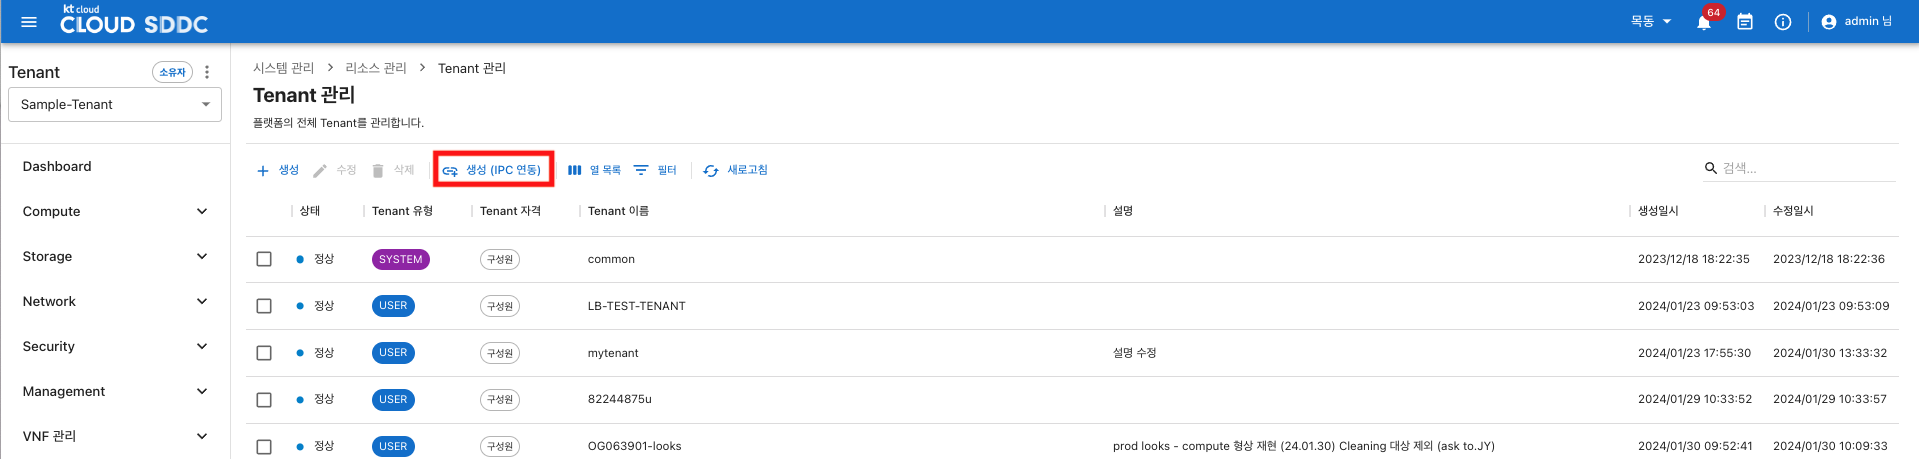 kt cloud
CLOUD SDDC
목동
64
admin 님
Tenant
소유자
Sample-Tenant
Dashboard
Compute
Storage
Network
Security
Management
VNF 관리
시스템 관리 > 리소스 관리 > Tenant 관리
Tenant 관리
플랫폼의 전체 Tenant를 관리합니다.
+ 생성 수정 삭제 생성 (IPC 연동) 열 목록 필터 새로고침 검색...
상태 Tenant 유형 Tenant 자격 Tenant 이름 설명 생성일시 수정일시
정상 SYSTEM 구성원 common 2023/12/18 18:22:35 2023/12/18 18:22:36
정상 USER 구성원 LB-TEST-TENANT 2024/01/23 09:53:03 2024/01/23 09:53:09
정상 USER 구성원 mytenant 설명 수정 2024/01/23 17:55:30 2024/01/30 13:33:32
정상 USER 구성원 82244875u 2024/01/29 10:33:52 2024/01/29 10:33:57
정상 USER 구성원 OG063901-looks prod looks - compute 형상 재현 (24.01.30) Cleaning 대상 제외 (ask to.JY) 2024/01/30 09:52:41 2024/01/30 10:09:33